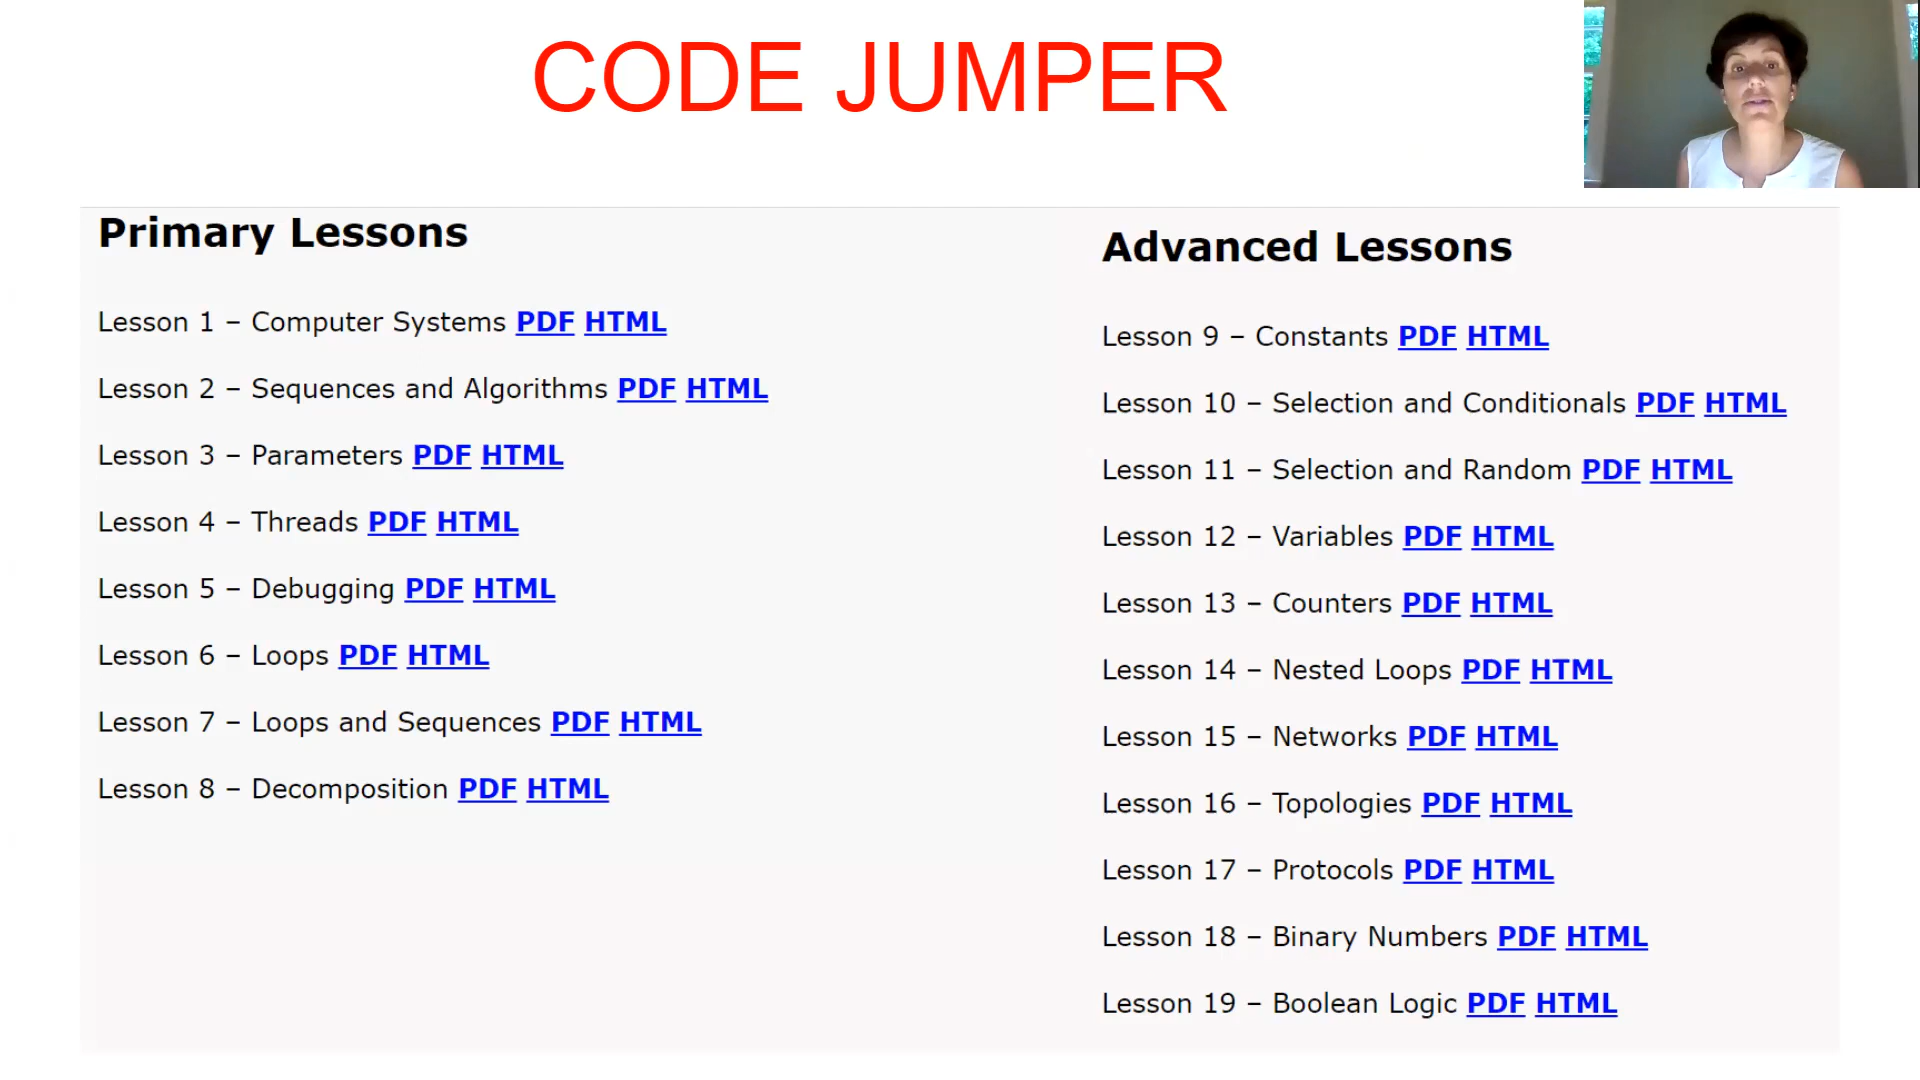 CODE JUMPER
Primary Lessons
Lesson 1 – Computer Systems PDF HTML
Lesson 2 – Sequences and Algorithms PDF HTML
Lesson 3 – Parameters PDF HTML
Lesson 4 – Threads PDF HTML
Lesson 5 – Debugging PDF HTML
Lesson 6 – Loops PDF HTML
Lesson 7 – Loops and Sequences PDF HTML
Lesson 8 – Decomposition PDF HTML
Advanced Lessons
Lesson 9 – Constants PDF HTML
Lesson 10 – Selection and Conditionals PDF HTML
Lesson 11 – Selection and Random PDF HTML
Lesson 12 – Variables PDF HTML
Lesson 13 – Counters PDF HTML
Lesson 14 – Nested Loops PDF HTML
Lesson 15 – Networks PDF HTML
Lesson 16 – Topologies PDF HTML
Lesson 17 – Protocols PDF HTML
Lesson 18 – Binary Numbers PDF HTML
Lesson 19 – Boolean Logic PDF HTML